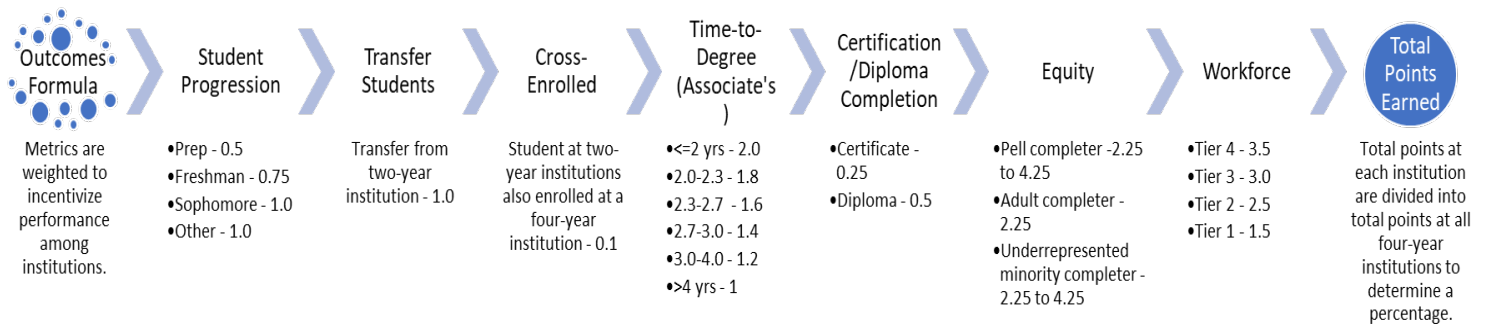 Outcomes
Formula
Metrics are
weighted to
incentivize
performance
among
institutions.
Student
Progression
•Prep - 0.5
•Freshman - 0.75
•Sophomore - 1.0
•Other - 1.0
Transfer
Students
Transfer from
two-year
institution - 1.0
Cross-
Enrolled
Student at two-
year institutions
also enrolled at a
four-year
institution - 0.1
Time-to-
Degree
(Associate's
)
•<=2 yrs - 2.0
•2.0-2.3 - 1.8
•2.3-2.7  - 1.6
•2.7-3.0 - 1.4
•3.0-4.0 - 1.2
•>4 yrs - 1
Certification
/Diploma
Completion
•Certificate -
0.25
•Diploma - 0.5
Equity
•Pell completer -2.25
to 4.25
•Adult completer -
2.25
•Underrepresented
minority completer -
2.25 to 4.25
Workforce
•Tier 4 - 3.5
•Tier 3 - 3.0
•Tier 2 - 2.5
•Tier 1 - 1.5
Total
Points
Earned
Total points at
each institution
are divided into
total points at all
four-year
institutions to
determine a
percentage.